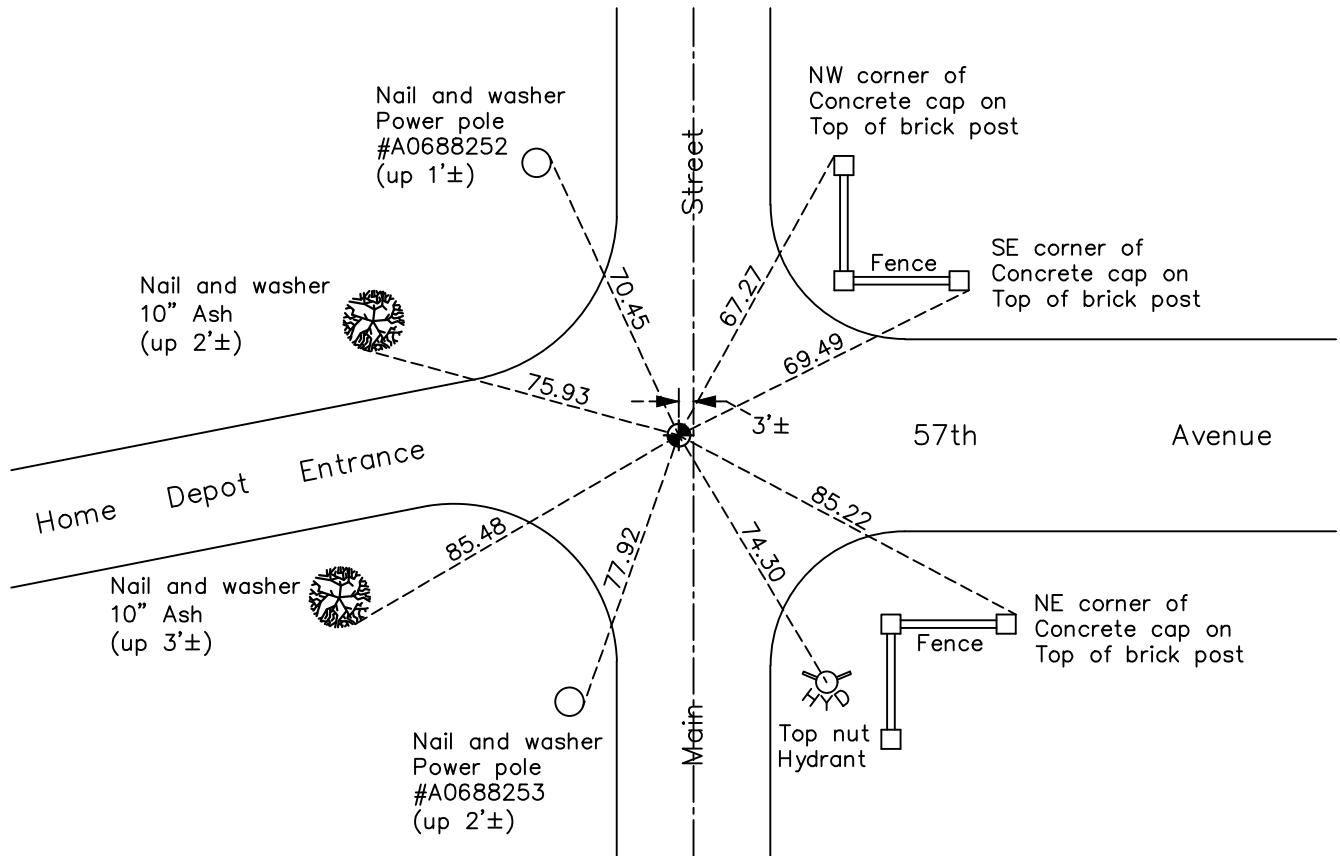 Nail and washer
Power pole
#A0688252
(up 1'±)
NW corner of
Concrete cap on
Top of brick post
Street
Nail and washer
10" Ash
(up 2'±)
70.45
67.27
Fence
SE corner of
Concrete cap on
Top of brick post
75.93
69.49
3'±
57th Avenue
Home Depot Entrance
85.48
77.92
74.30
85.22
Nail and washer
10" Ash
(up 3'±)
NE corner of
Concrete cap on
Top of brick post
Fence
HYD
Top nut
Hydrant
Main
Nail and washer
Power pole
#A0688253
(up 2'±)